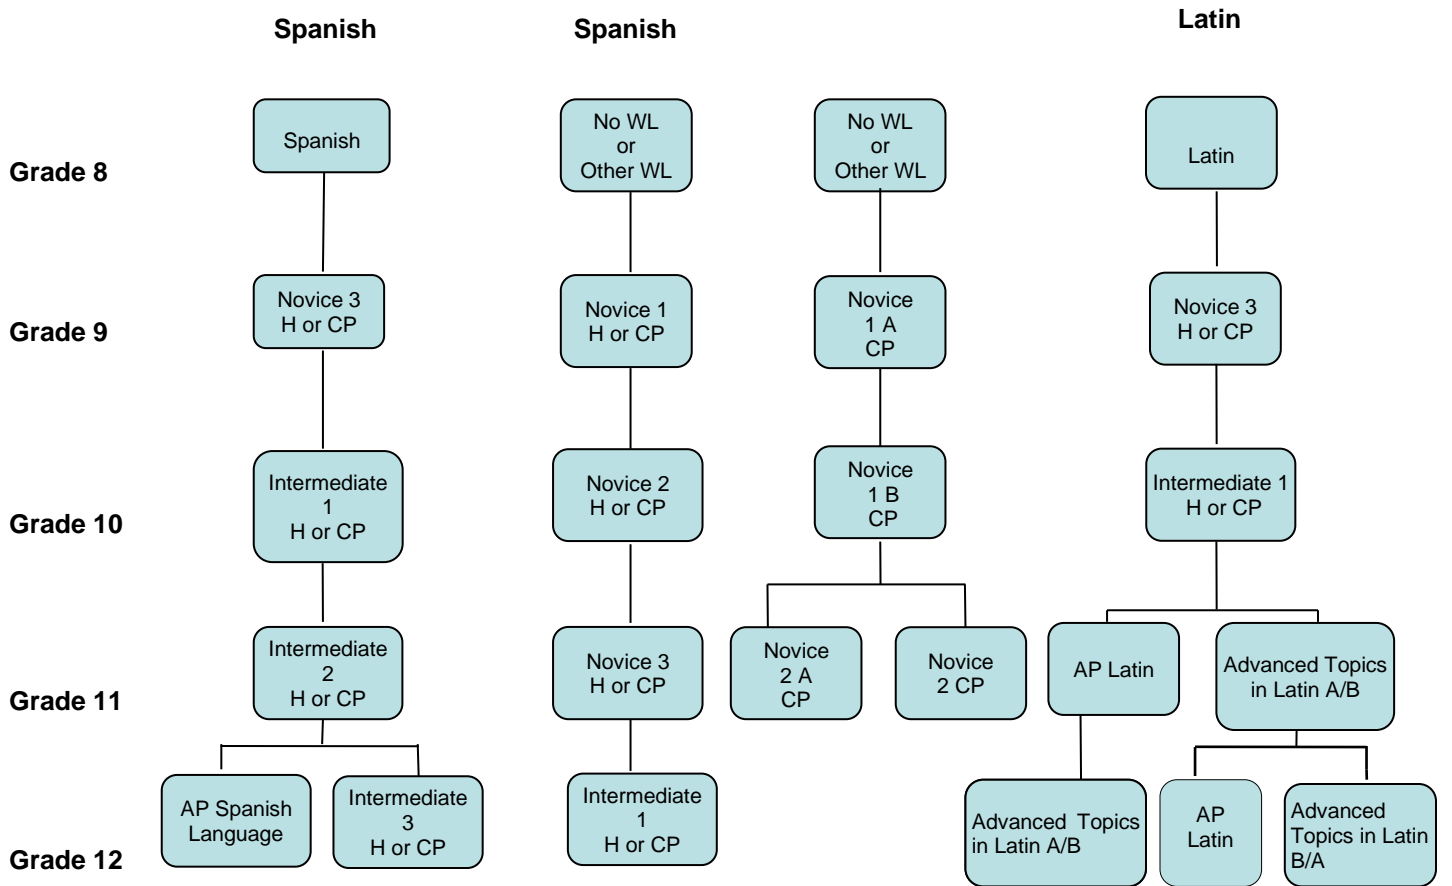 Spanish
Spanish
Latin
Grade 8
Spanish
No WL
or
Other WL
No WL
or
Other WL
Latin
Grade 9
Novice 3
H or CP
Novice 1
H or CP
Novice
1 A
CP
Novice 3
H or CP
Grade 10
Intermediate
1
H or CP
Novice 2
H or CP
Novice
1 B
CP
Intermediate 1
H or CP
Grade 11
Intermediate
2
H or CP
Novice 3
H or CP
Novice
2 A
CP
Novice
2 CP
AP Latin
Advanced Topics
in Latin A/B
Grade 12
AP Spanish
Language
Intermediate
3
H or CP
Intermediate
1
H or CP
Advanced Topics
in Latin A/B
AP
Latin
Advanced
Topics in Latin
B/A